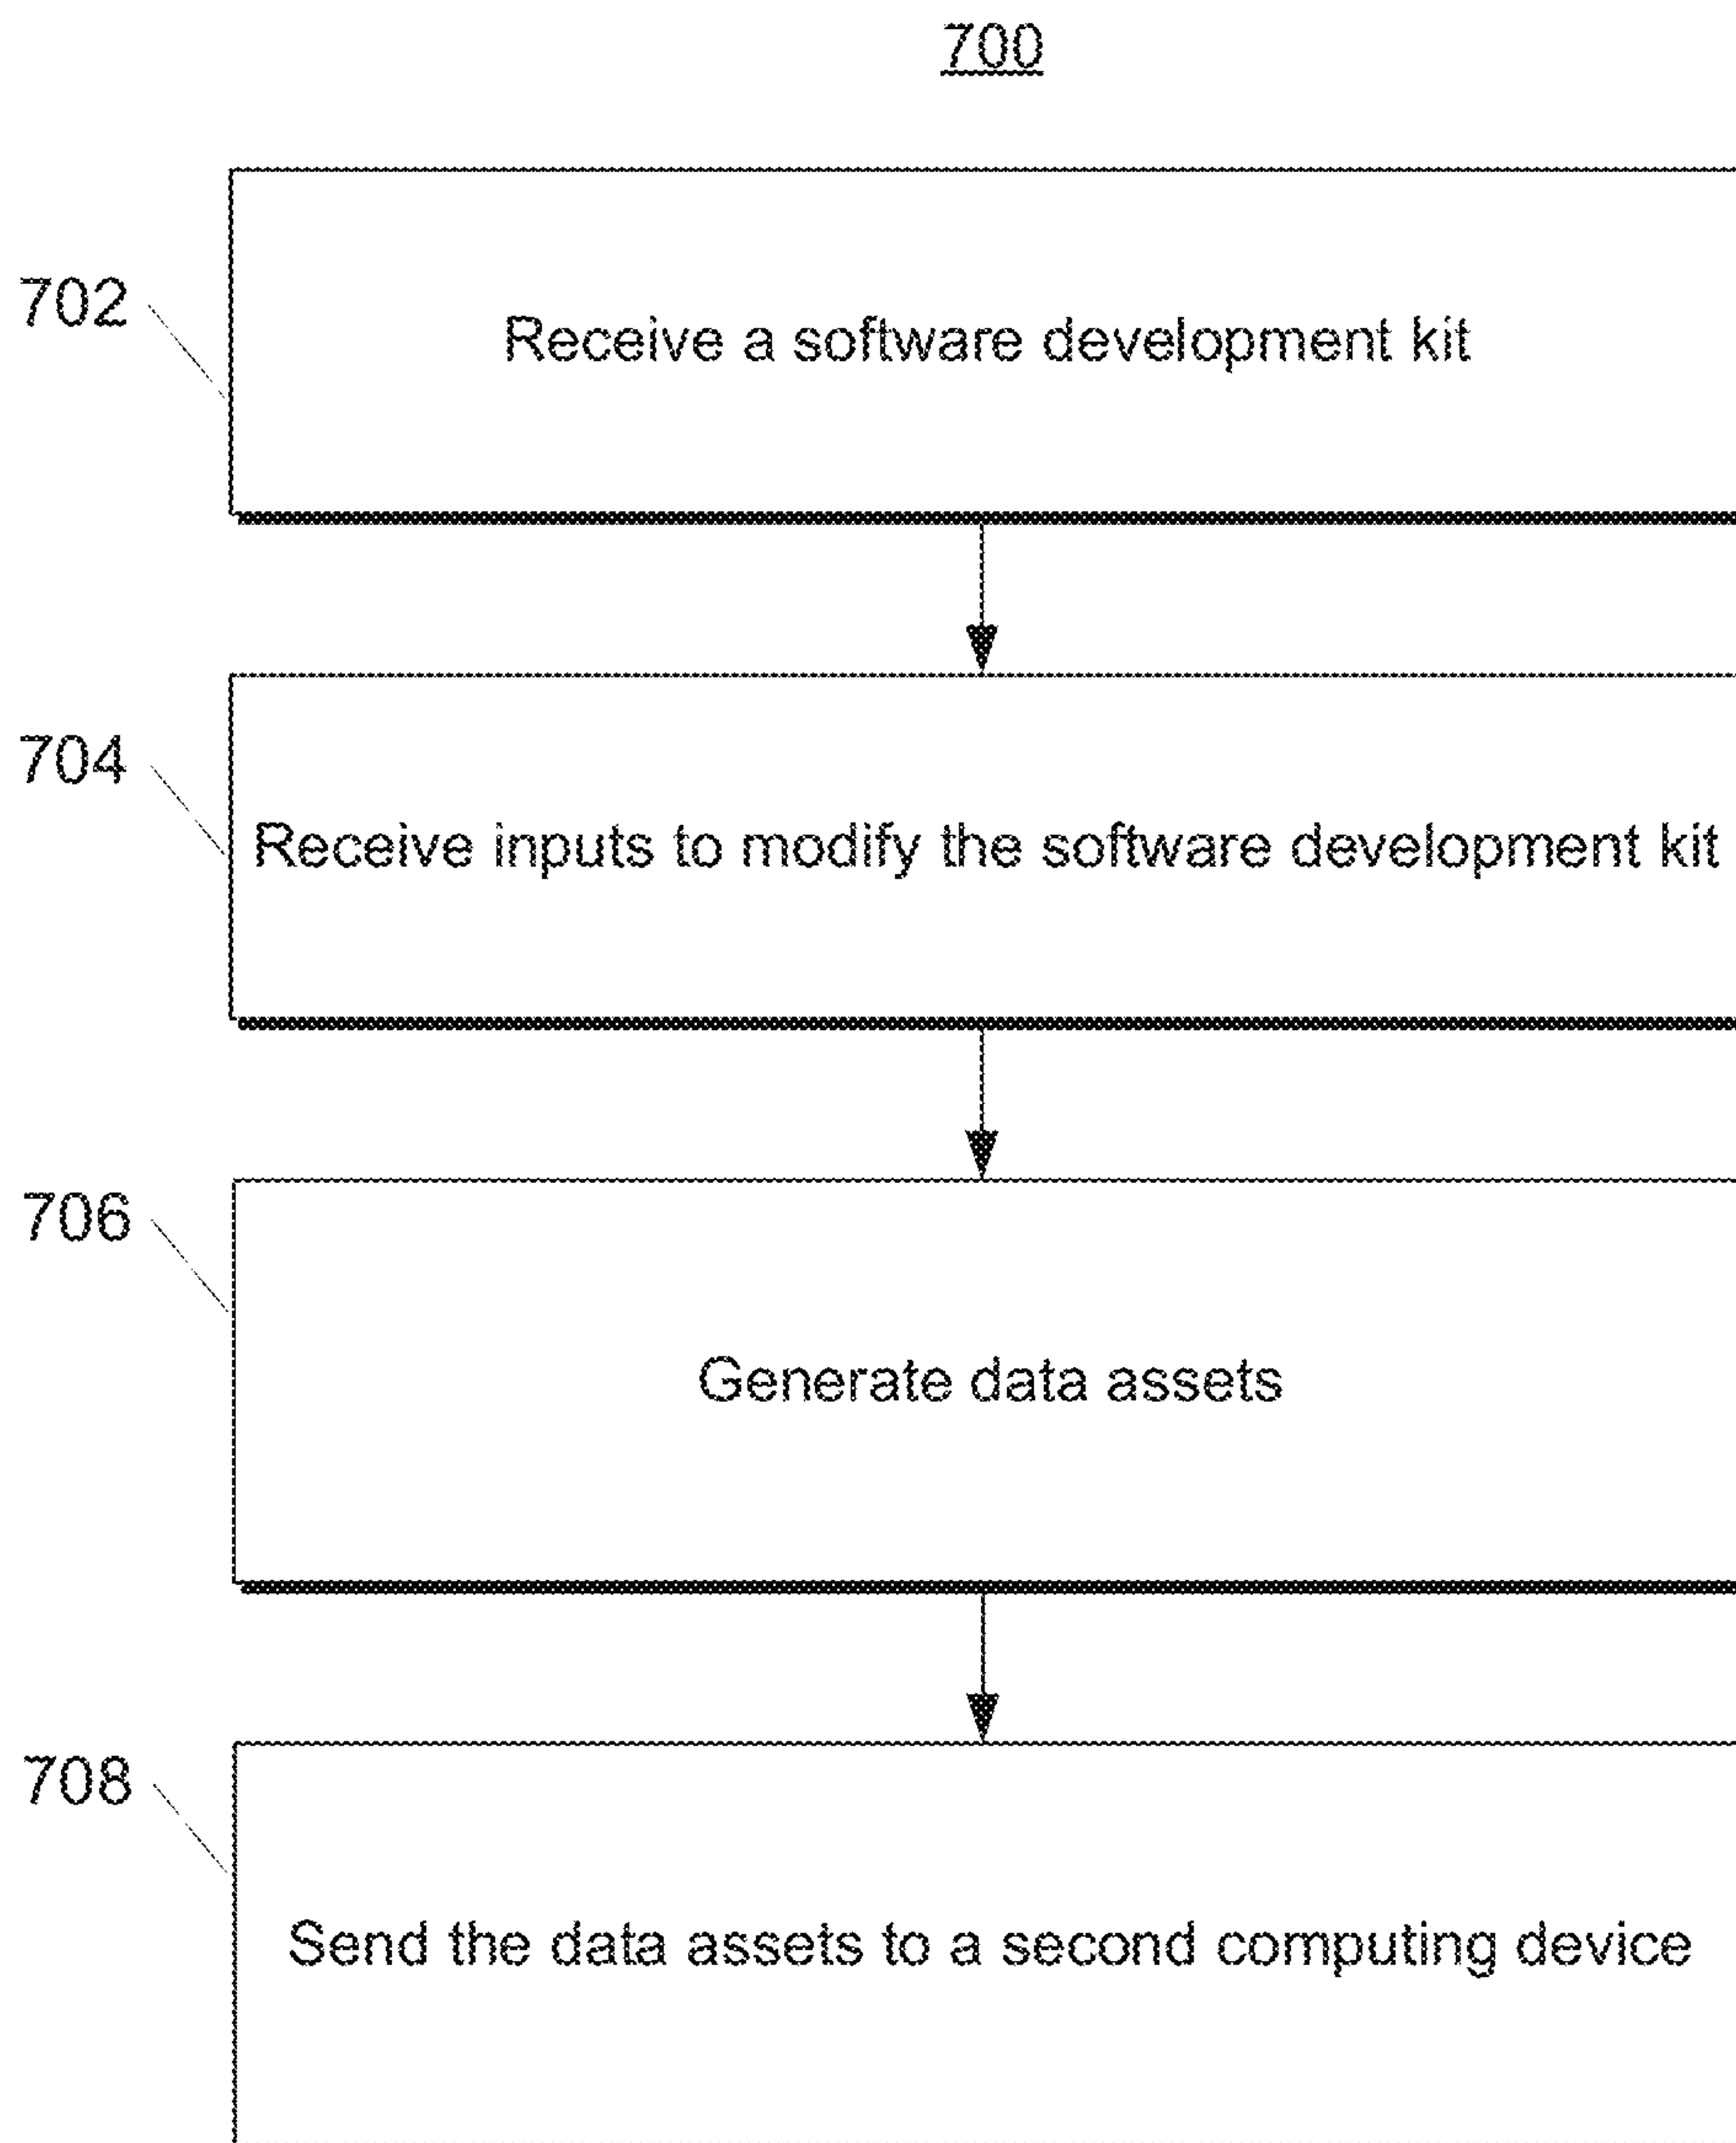 700
702
Receive a software development kit
704
Receive inputs to modify the software development kit
706
Generate data assets
708
Send the data assets to a second computing device